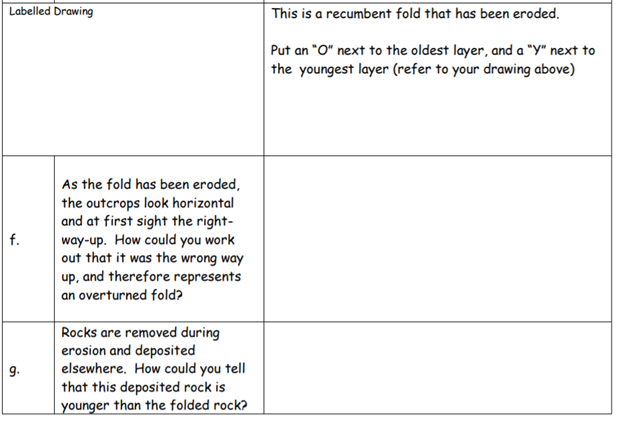 Labelled Drawing
This is a recumbent fold that has been eroded.
Put an "O" next to the oldest layer, and a "Y" next to
the youngest layer (refer to your drawing above)
f.
As the fold has been eroded,
the outcrops look horizontal
and at first sight the right-
way-up. How could you work
out that it was the wrong way
up, and therefore represents
an overturned fold?
g.
Rocks are removed during
erosion and deposited
elsewhere. How could you tell
that this deposited rock is
younger than the folded rock?